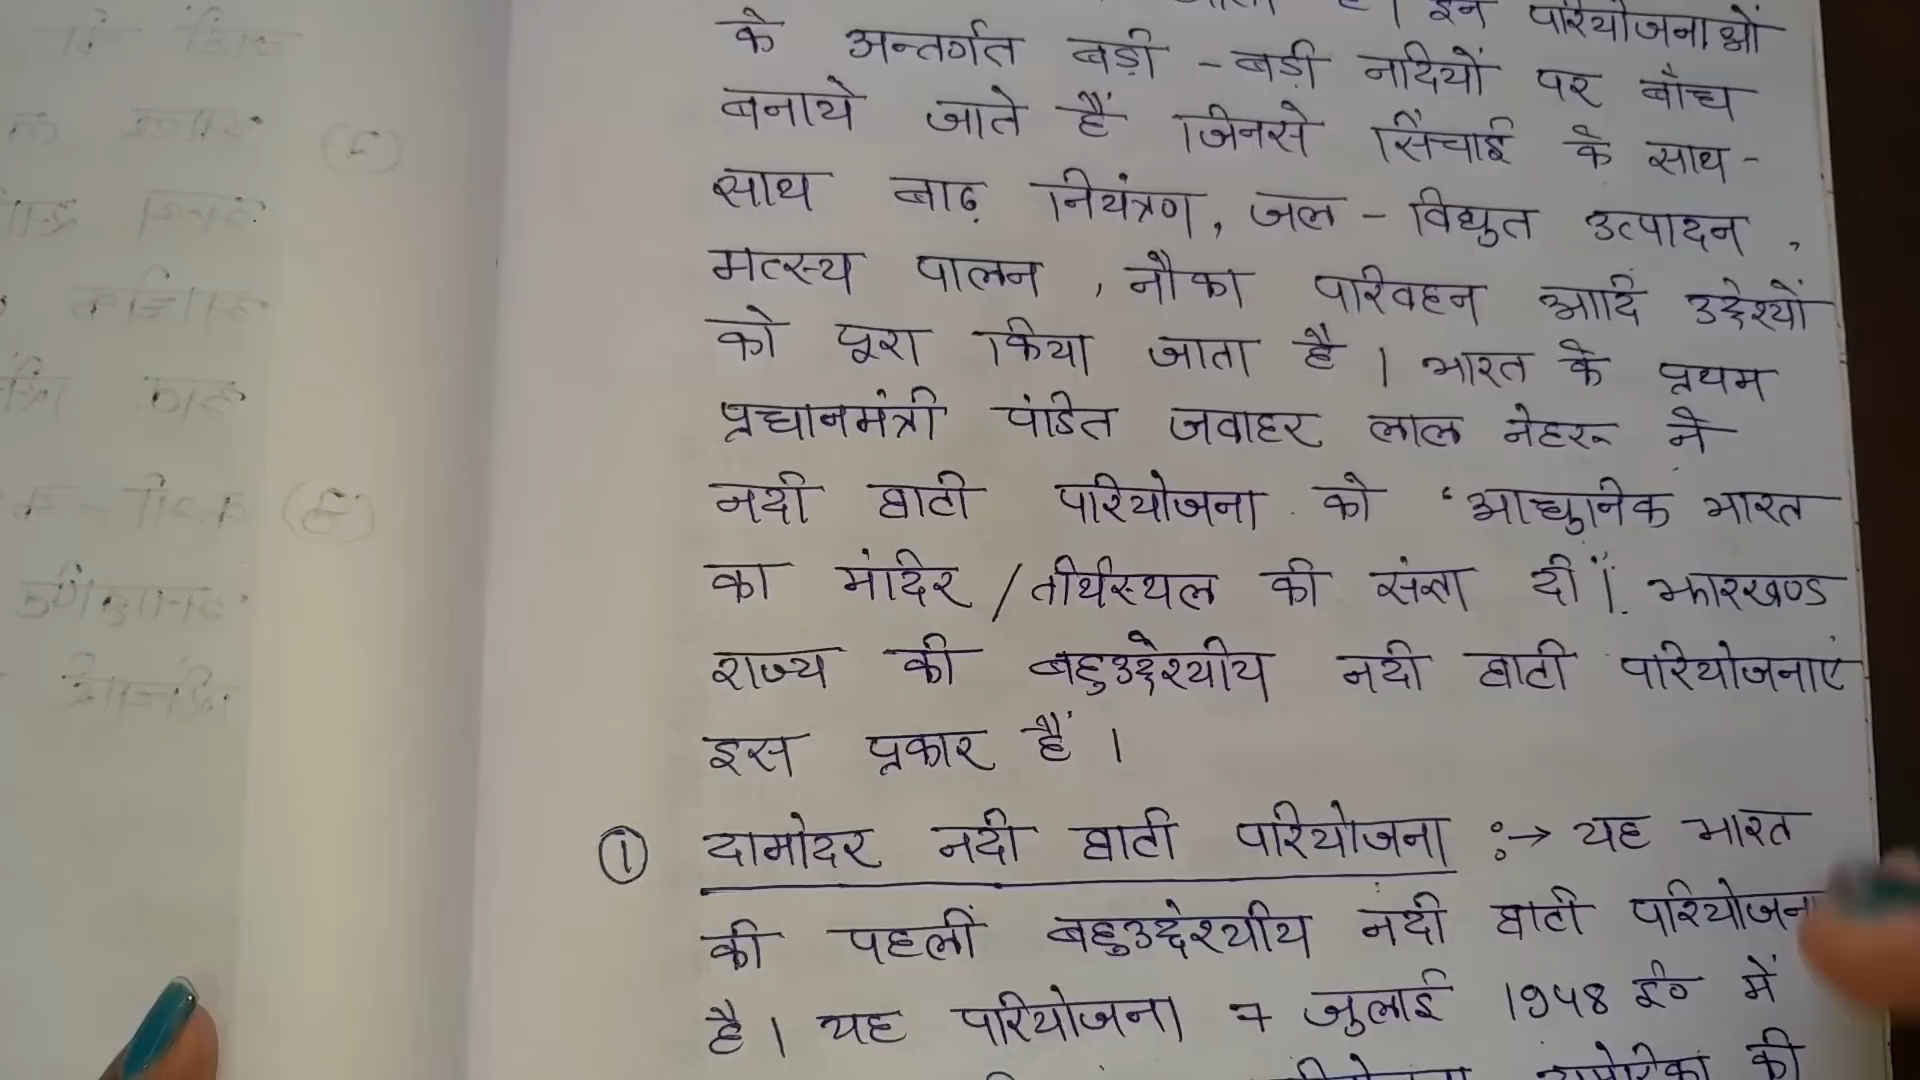 है। इन परियोजनाओं
के अन्तर्गत बड़ी - बड़ी नदियों पर बाँध
बनाये जाते हैं जिनसे सिंचाई के साथ -
साथ बाढ़ नियंत्रण, जल - विद्युत उत्पादन,
मत्स्य पालन, नौका परिवहन आदि उद्देश्यों
को पूरा किया जाता है। भारत के प्रथम
प्रधानमंत्री पंडित जवाहर लाल नेहरू ने
नदी घाटी परियोजना को 'आधुनिक भारत
का मंदिर / तीर्थस्थल की संज्ञा दी"। झारखण्ड
राज्य की बहुउद्देश्यीय नदी घाटी परियोजनाएं
इस प्रकार हैं।
① दामोदर नदी घाटी परियोजना :→ यह भारत
की पहली बहुउद्देश्यीय नदी घाटी परियोजना
है। यह परियोजना 7 जुलाई 1948 ई० में
की